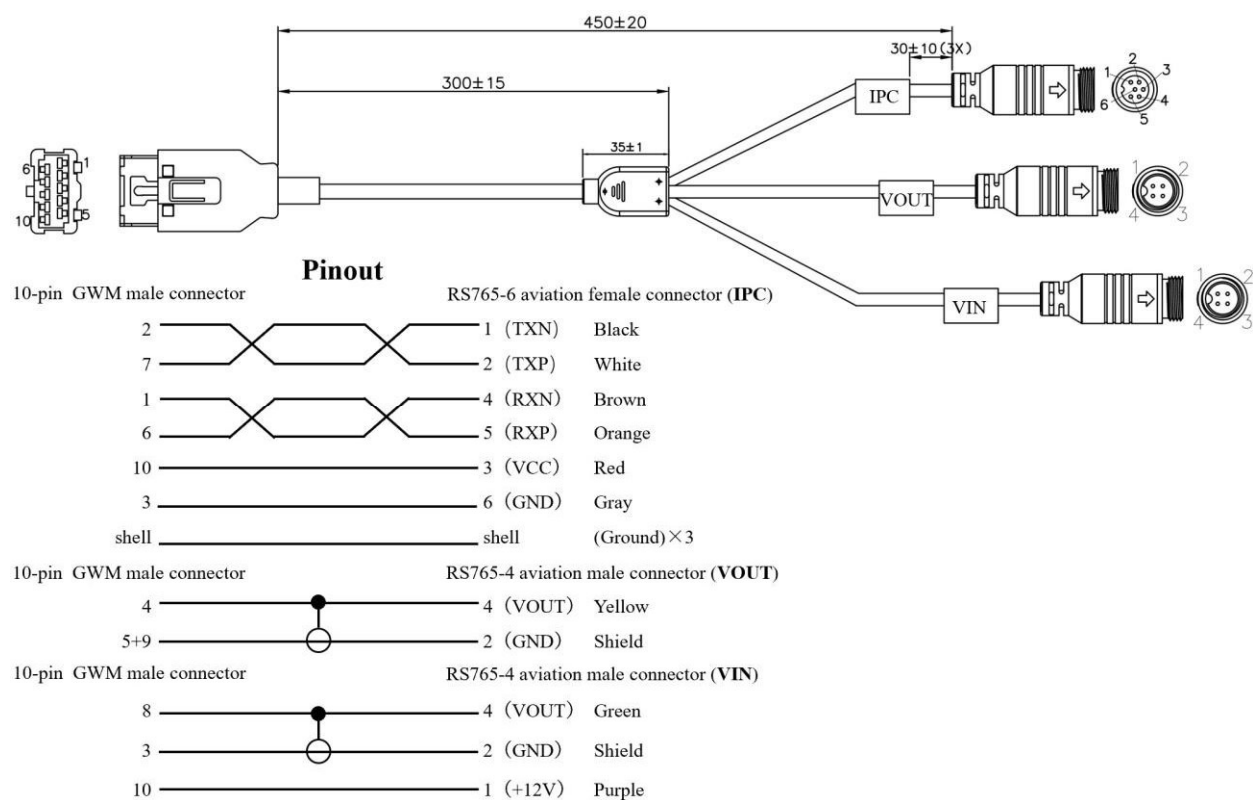 450±20
30±10(3X)
300±15
35±1
IPC
1 2 3 4 5 6
VOUT
1 2 3 4
VIN
1 2 3 4
6 1
10 5
Pinout
10-pin GWM male connector RS765-6 aviation female connector (IPC)
2 1 (TXN) Black
7 2 (TXP) White
1 4 (RXN) Brown
6 5 (RXP) Orange
10 3 (VCC) Red
3 6 (GND) Gray
shell shell (Ground)×3
10-pin GWM male connector RS765-4 aviation male connector (VOUT)
4 4 (VOUT) Yellow
5+9 2 (GND) Shield
10-pin GWM male connector RS765-4 aviation male connector (VIN)
8 4 (VOUT) Green
3 2 (GND) Shield
10 1 (+12V) Purple